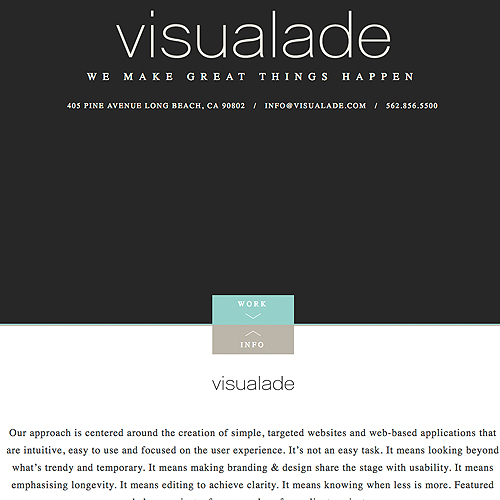 visualade
WE MAKE GREAT THINGS HAPPEN
405 PINE AVENUE LONG BEACH, CA 90802 / INFO@VISUALADE.COM / 562.856.5500
WORK
INFO
visualade
Our approach is centered around the creation of simple, targeted websites and web-based applications that
are intuitive, easy to use and focused on the user experience. It's not an easy task. It means looking beyond
what's trendy and temporary. It means making branding & design share the stage with usability. It means
emphasising longevity. It means editing to achieve clarity. It means knowing when less is more. Featured